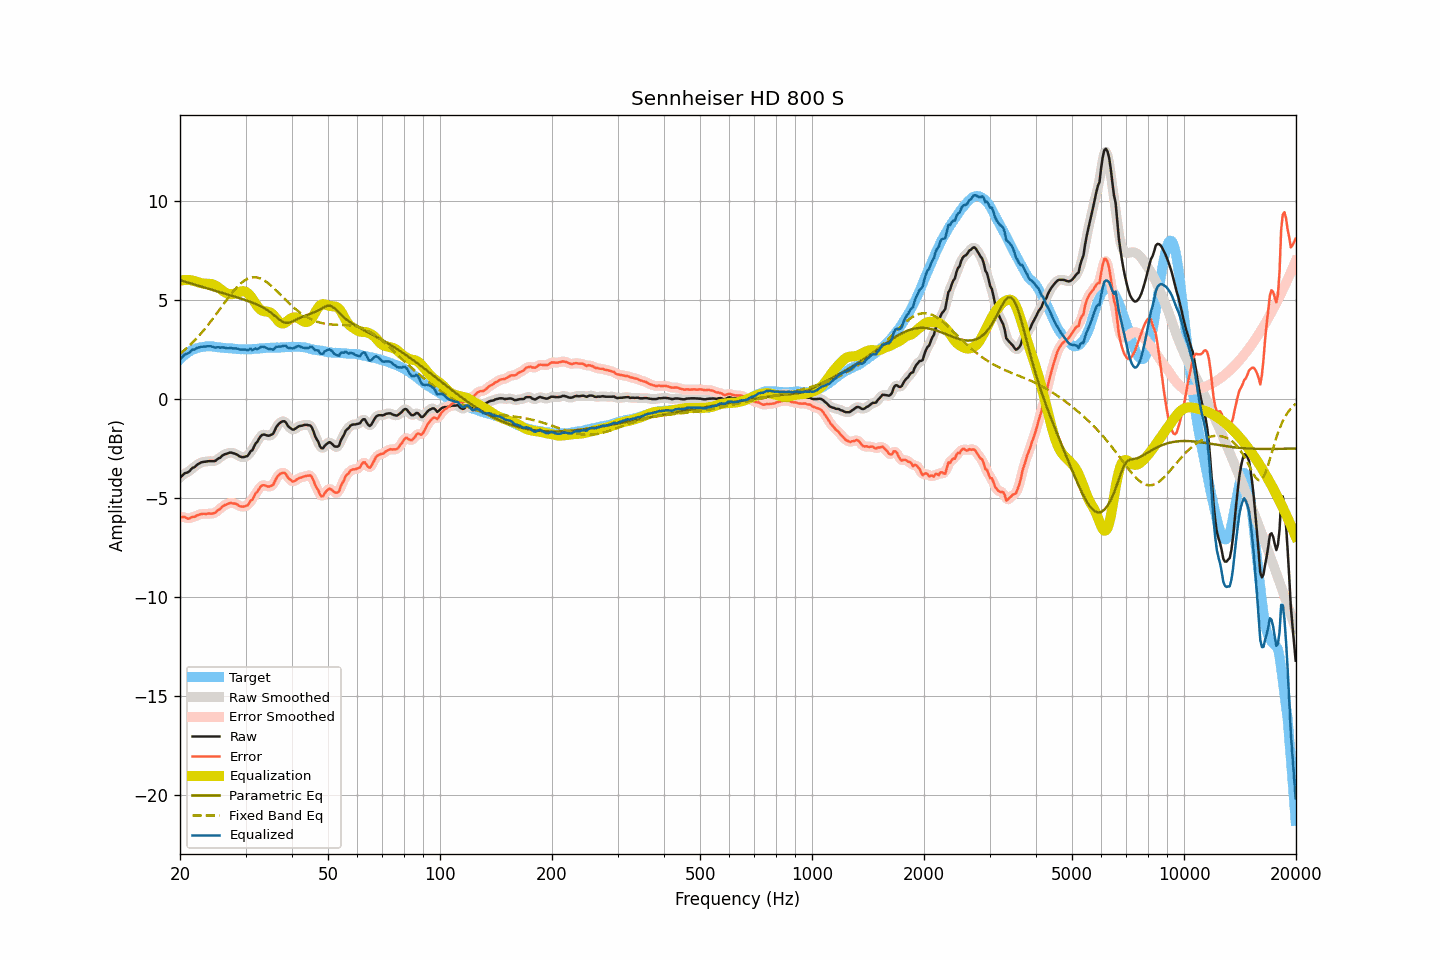 Sennheiser HD 800 S
Amplitude (dBr)
10
5
0
−5
−10
−15
−20
Target
Raw Smoothed
Error Smoothed
Raw
Error
Equalization
Parametric Eq
Fixed Band Eq
Equalized
20 50 100 200 500 1000 2000 5000 10000 20000
Frequency (Hz)